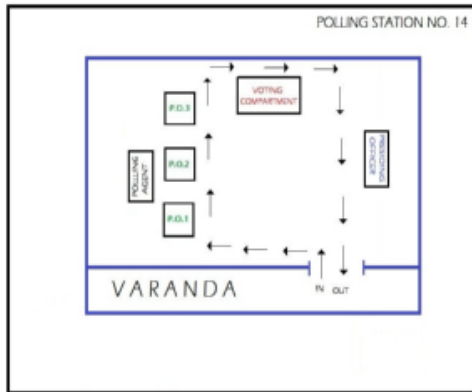 POLLING STATION NO. 14
VOTING
COMPARTMENT
P.O.3
P.O.2
P.O.1
POLLING
AGENT
PRESIDING
OFFICER
VARANDA
IN OUT